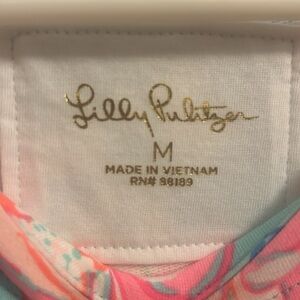 Lilly Pulitzer
M
MADE IN VIETNAM
RN# 98189